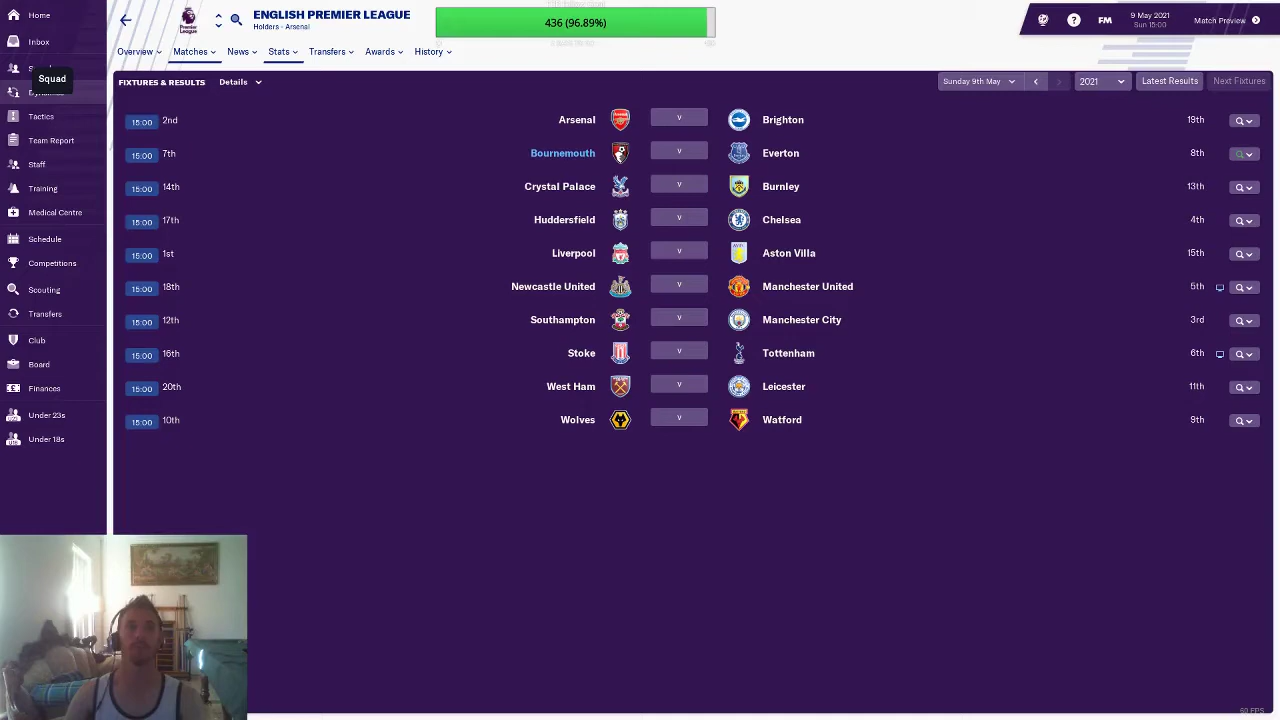 Home
ENGLISH PREMIER LEAGUE
Holders - Arsenal
436 (96.89%)
9 May 2021
Sun 15:00
FM
Match Preview
Inbox
Overview
Matches
News
Stats
Transfers
Awards
History
Squad
Tactics
Team Report
Staff
Training
Medical Centre
Schedule
Competitions
Scouting
Transfers
Club
Board
Finances
Under 23s
Under 18s
FIXTURES & RESULTS Details
Sunday 9th May
2021
Latest Results
Next Fixtures
15:00 2nd Arsenal v Brighton 19th
15:00 7th Bournemouth v Everton 8th
15:00 14th Crystal Palace v Burnley 13th
15:00 17th Huddersfield v Chelsea 4th
15:00 1st Liverpool v Aston Villa 15th
15:00 18th Newcastle United v Manchester United 5th
15:00 12th Southampton v Manchester City 3rd
15:00 16th Stoke v Tottenham 6th
15:00 20th West Ham v Leicester 11th
15:00 10th Wolves v Watford 9th
60 FPS